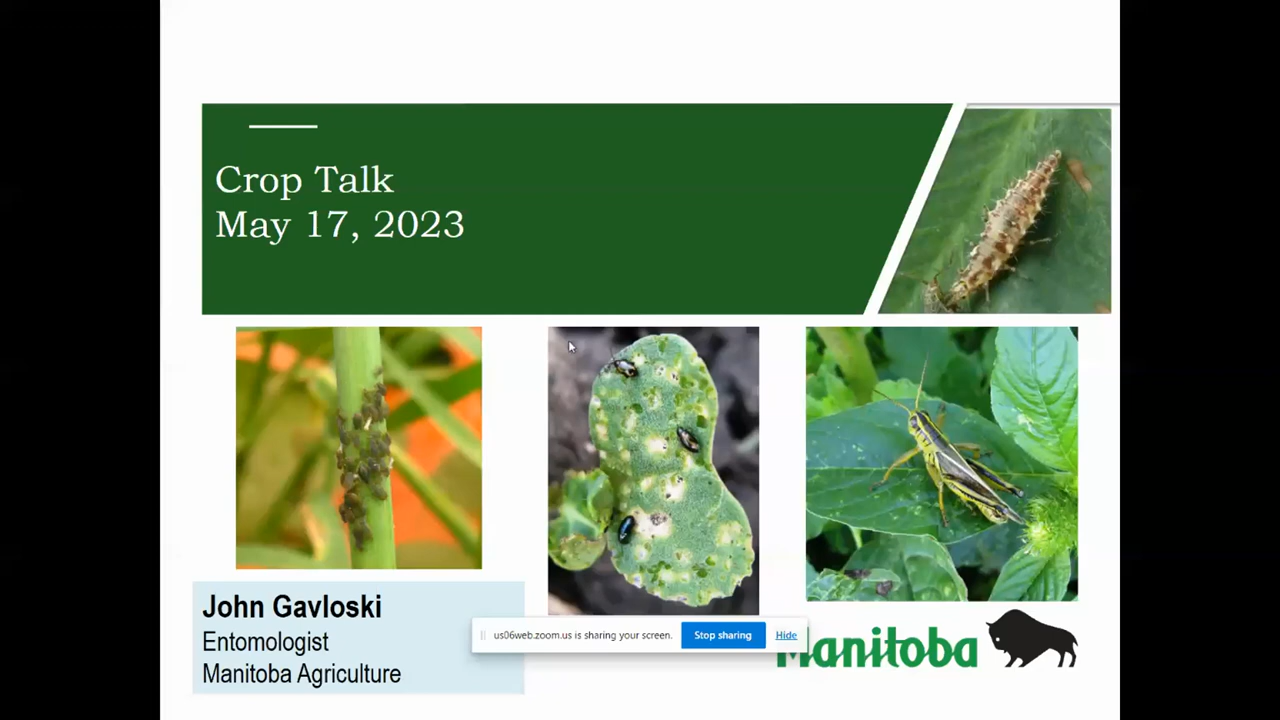 Crop Talk
May 17, 2023
John Gavloski
Entomologist
Manitoba Agriculture
us06web.zoom.us is sharing your screen.
Stop sharing
Hide
Manitoba